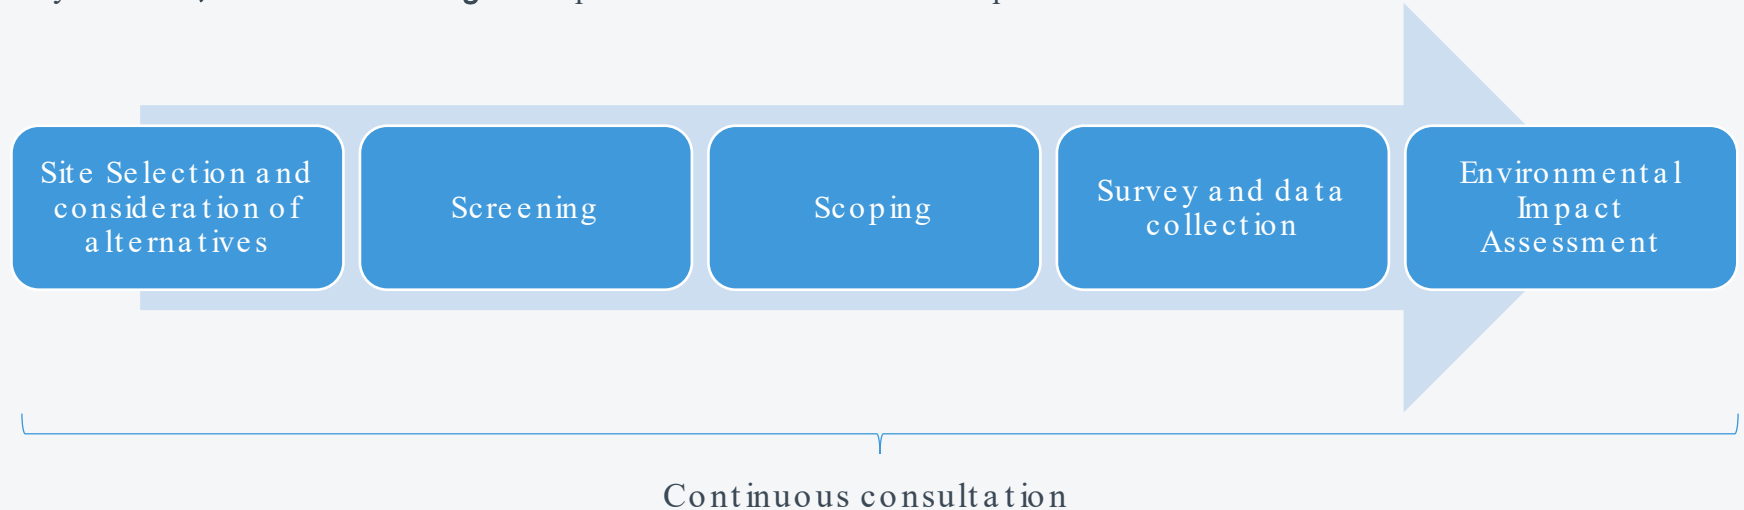 Site Selection and
consideration of
alternatives
Screening
Scoping
Survey and data
collection
Environmental
Impact
Assessment
Continuous consultation